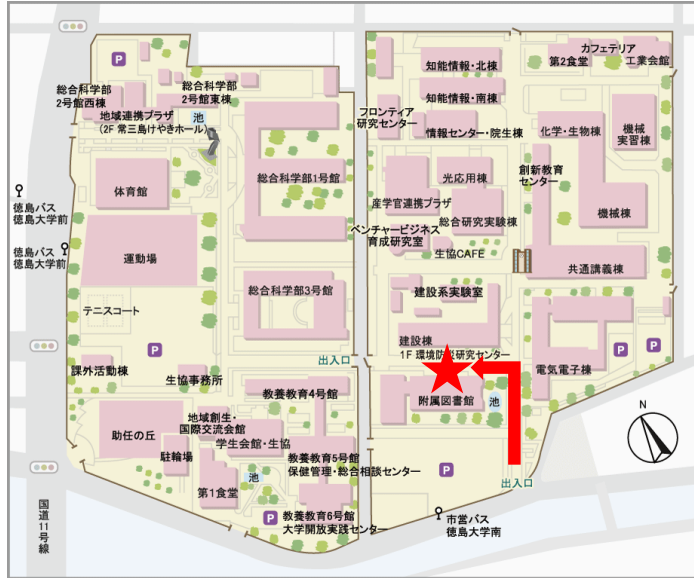 P
総合科学部
2号館西棟
総合科学部
2号館東棟
地域連携プラザ
(2F 常三島けやきホール)
池
体育館
総合科学部1号館
徳島バス
徳島大学前
徳島バス
徳島大学前
運動場
総合科学部3号館
テニスコート
P
課外活動棟
生協事務所
出入口
教養教育4号館
助任の丘
地域創生・
国際交流会館
学生会館・生協
駐輪場
教養教育5号館
保健管理・総合相談センター
第1食堂
池
P
教養教育6号館
大学開放実践センター
国道11号線
知能情報・北棟
カフェテリア
第2食堂
工業会館
知能情報・南棟
フロンティア
研究センター
情報センター・院生棟
化学・生物棟
機械
実習棟
光応用棟
創新教育
センター
産学官連携プラザ
総合研究実験棟
機械棟
ベンチャービジネス
育成研究室
生協CAFE
共通講義棟
建設系実験室
建設棟
1F 環境防災研究センター
電気電子棟
P
P
附属図書館
池
N
P
出入口
市営バス
徳島大学南